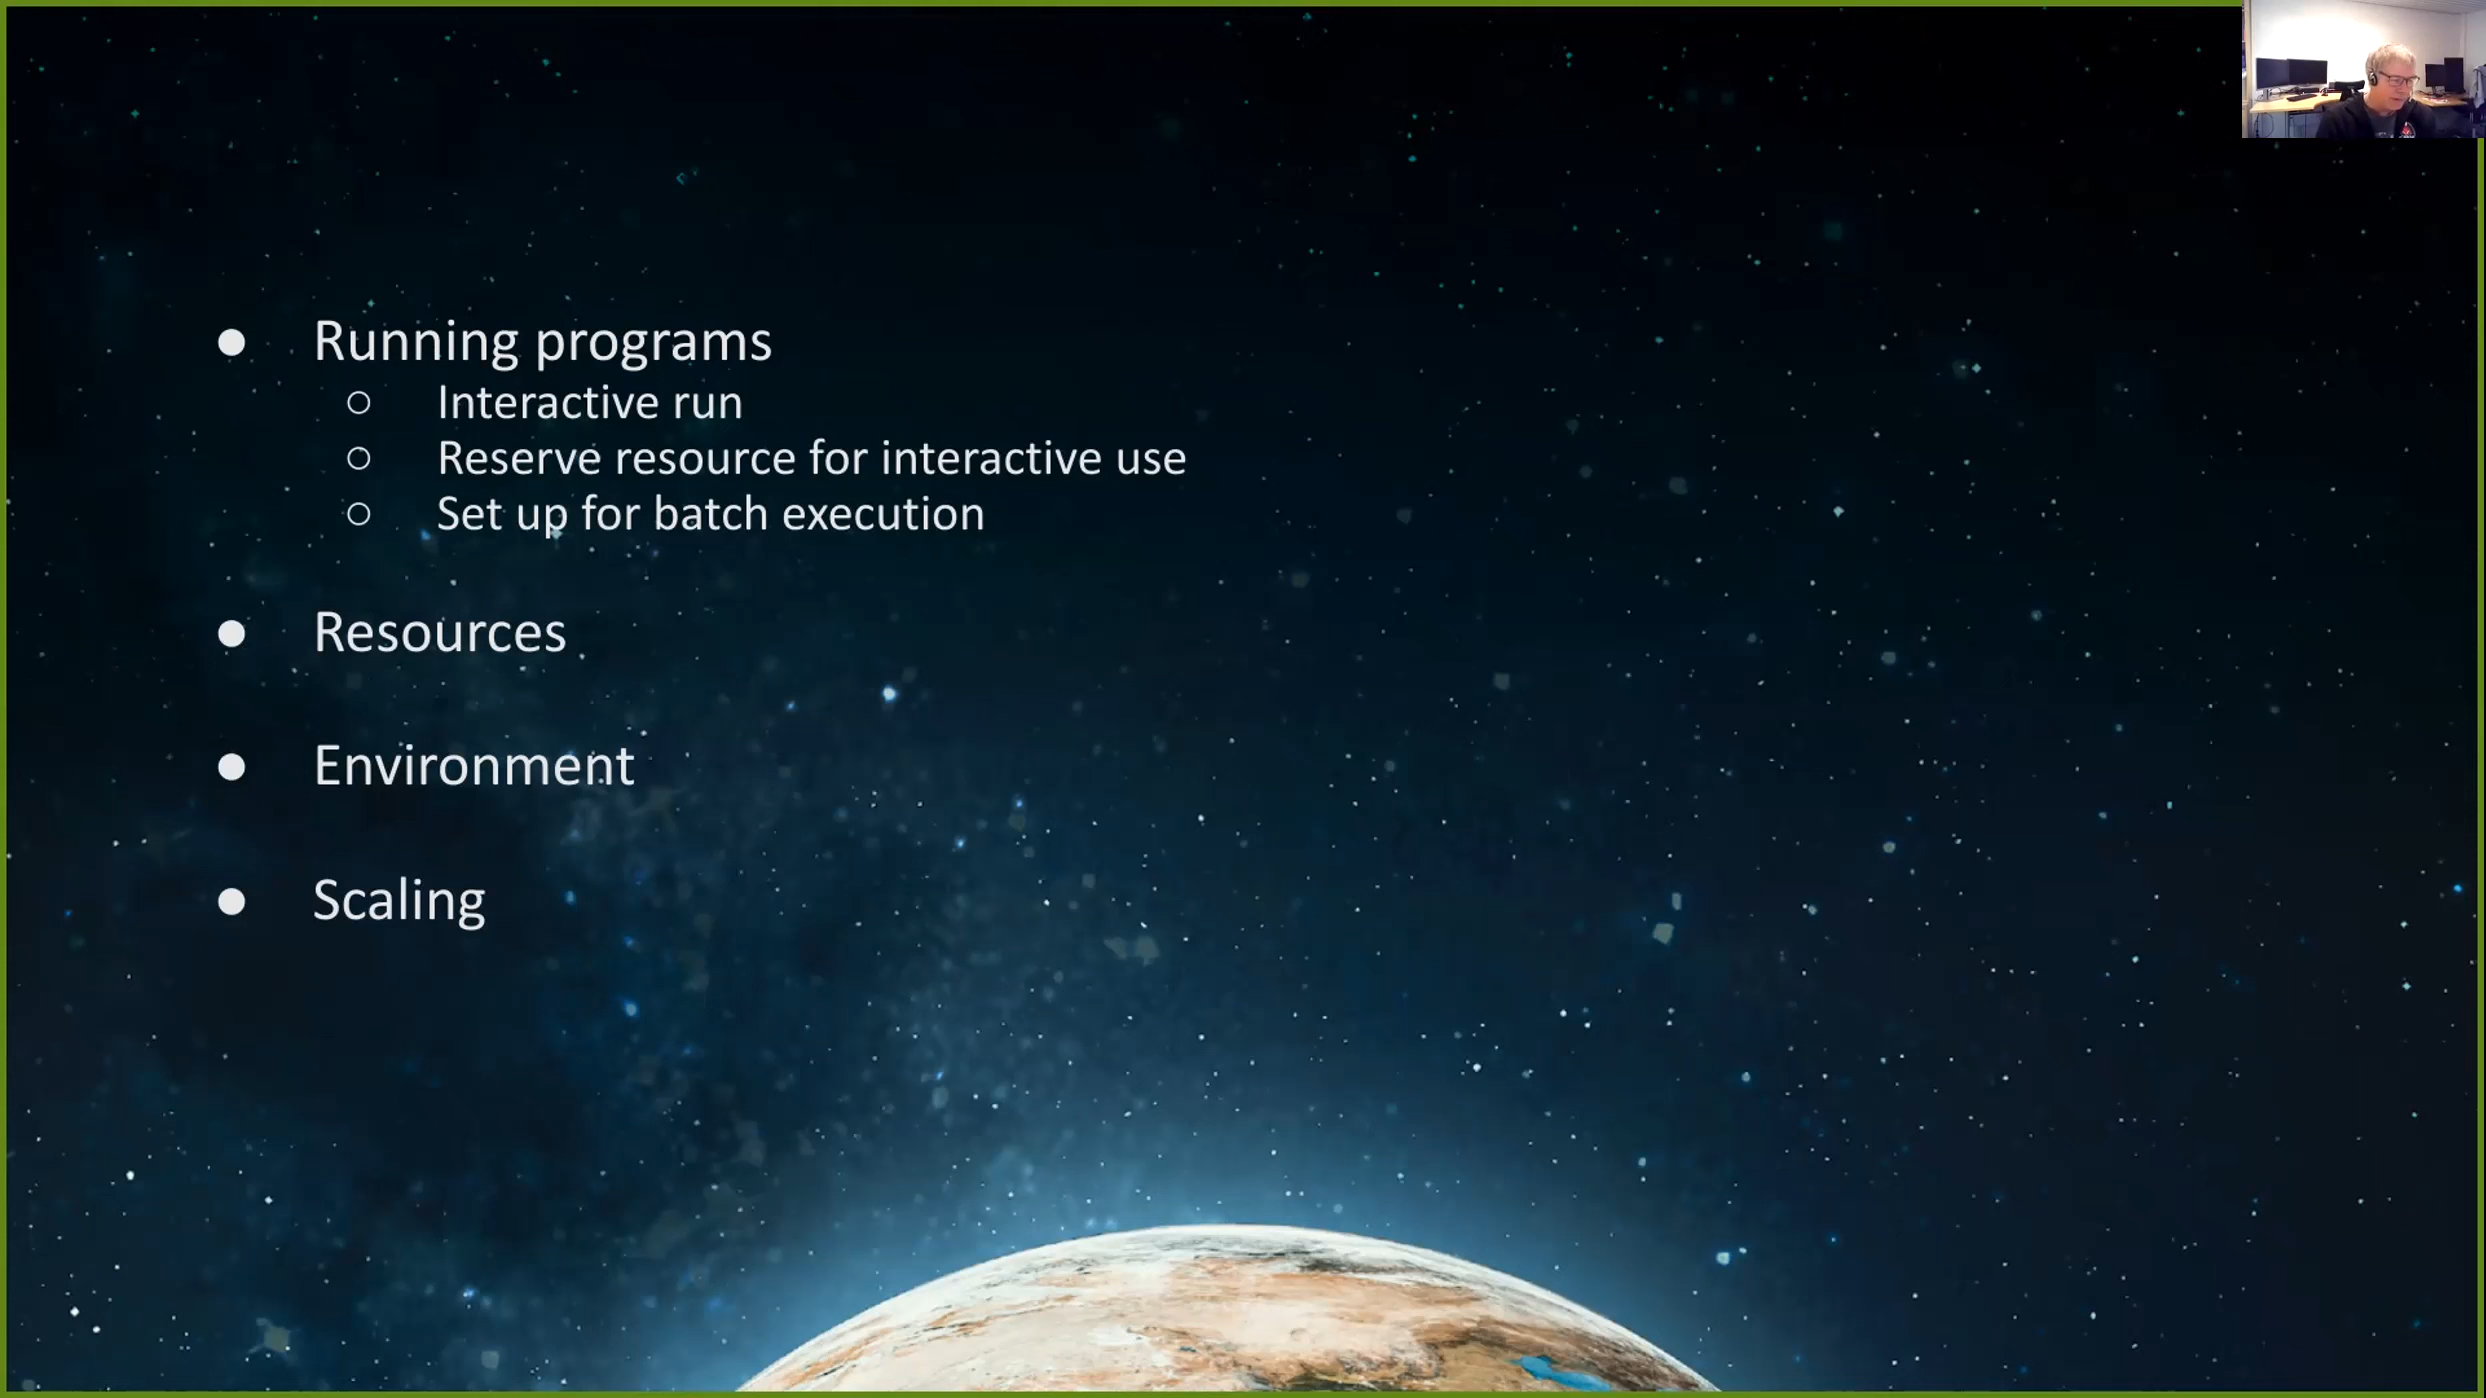 ● Running programs
○ Interactive run
○ Reserve resource for interactive use
○ Set up for batch execution
● Resources
● Environment
● Scaling